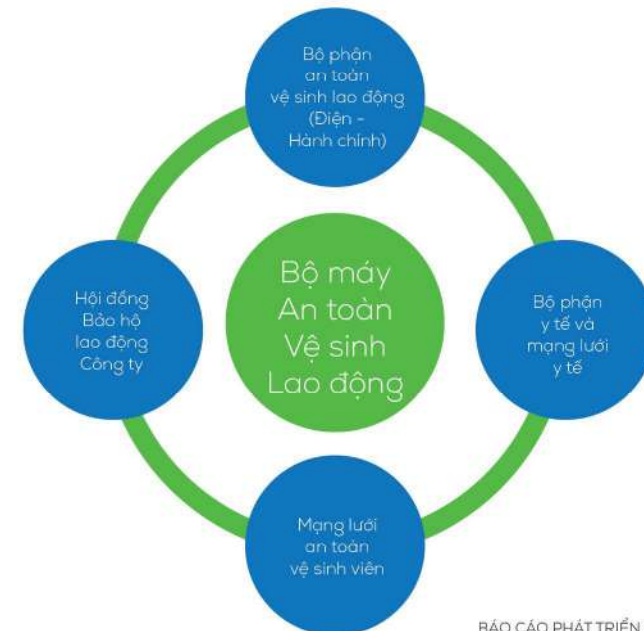 Bộ phận
an toàn
vệ sinh lao động
(Điện -
Hành chính)
Hội đồng
Bảo hộ
lao động
Công ty
Bộ máy
An toàn
Vệ sinh
Lao động
Bộ phận
y tế và
mạng lưới
y tế
Mạng lưới
an toàn
vệ sinh viên
BÁO CÁO PHÁT TRIỂN